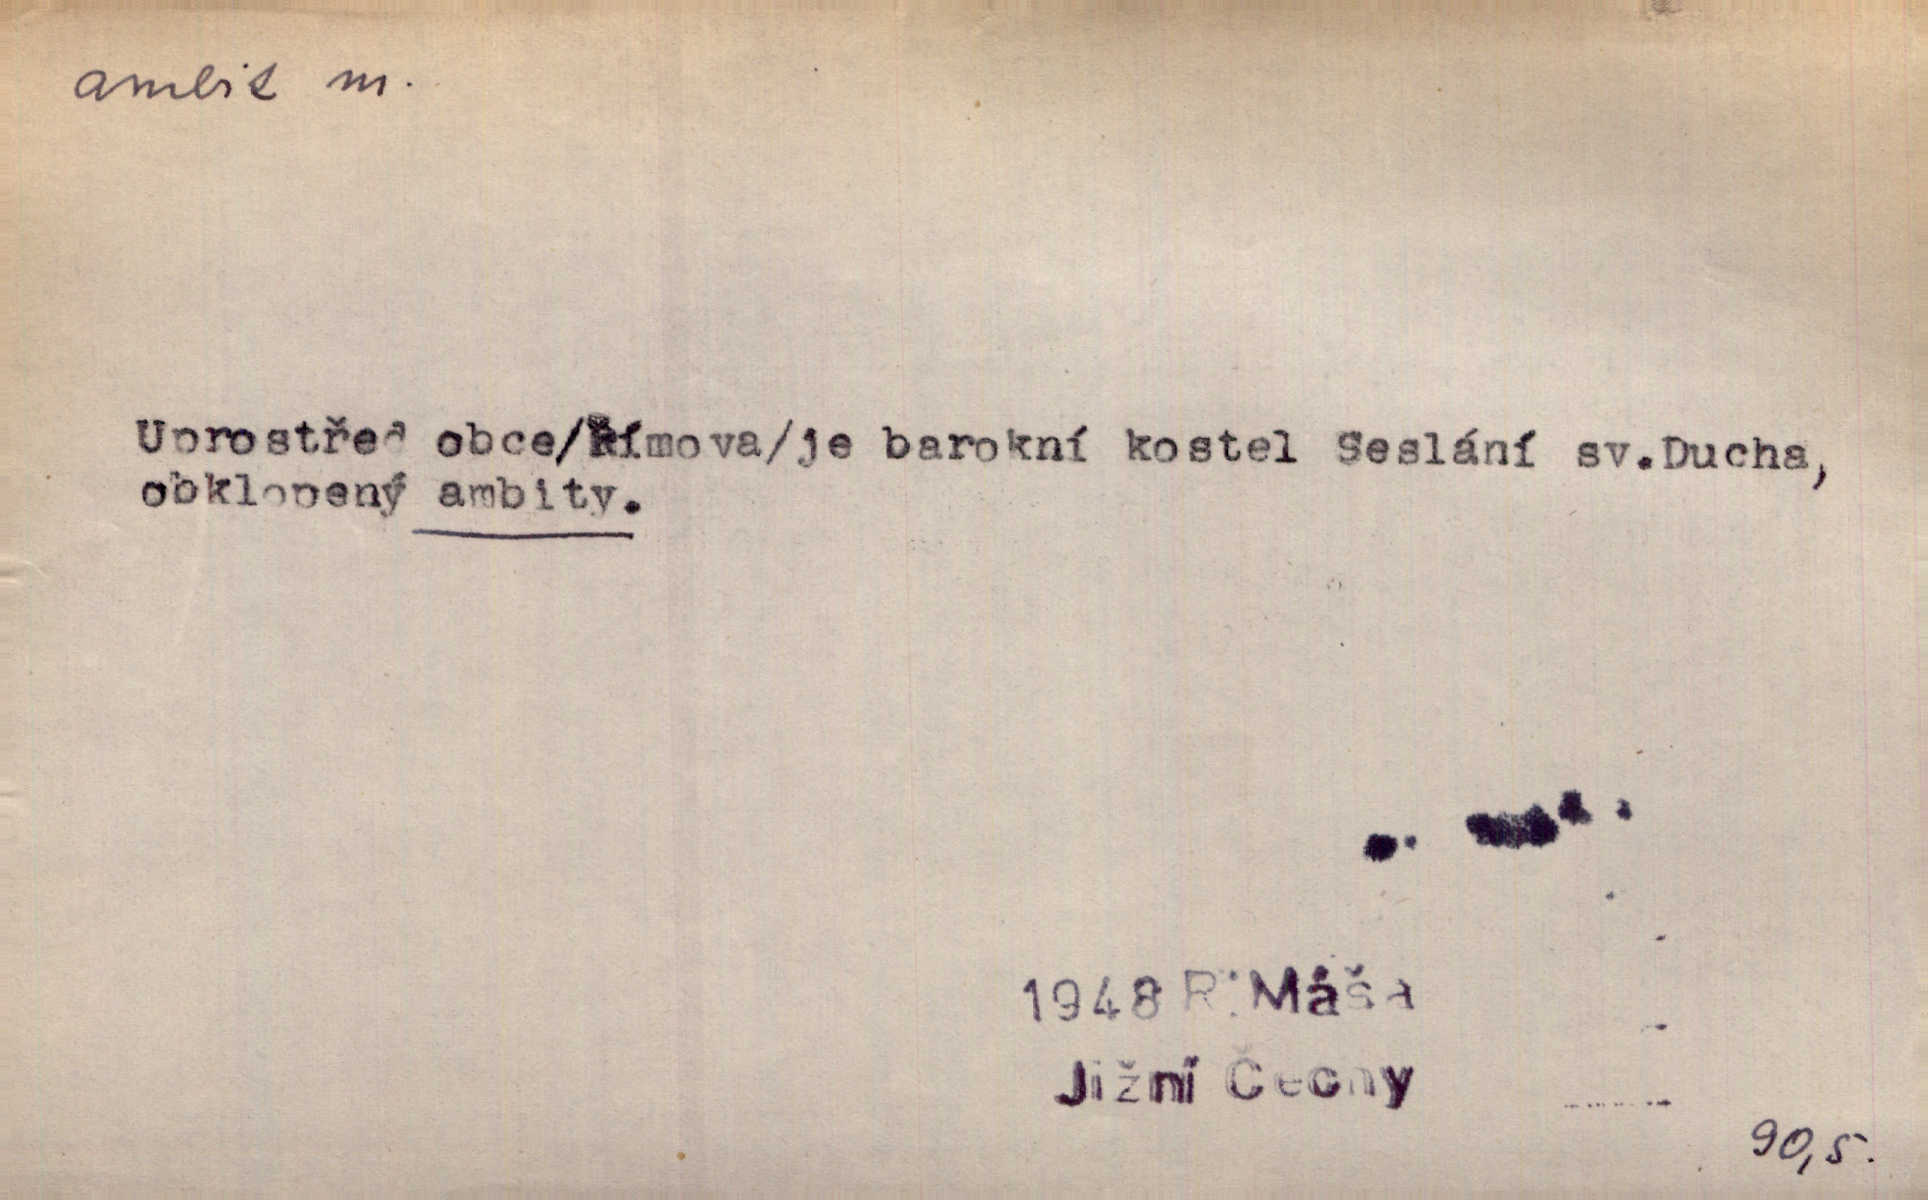 ambit m.
Uprostřed obce/Římova/je barokní kostel Seslání sv.Ducha,
obklopený ambity.
1948 R. Máša
Jižní Čechy
90,5.